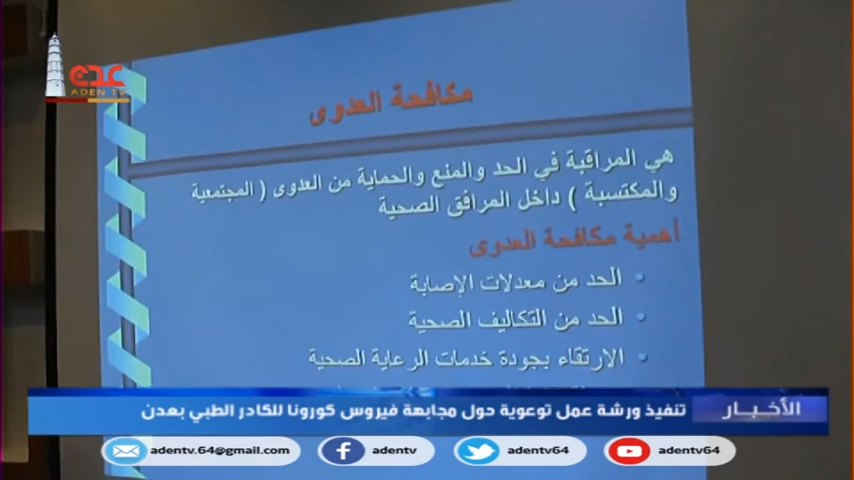 عدن
ADEN TV
مكافحة العدوى
هي المراقبة في الحد والمنع والحماية من العدوى ( المجتمعية
والمكتسبة ) داخل المرافق الصحية
أهمية مكافحة العدوى
• الحد من معدلات الإصابة
• الحد من التكاليف الصحية
• الارتقاء بجودة خدمات الرعاية الصحية
الأخبار
تنفيذ ورشة عمل توعوية حول مجابهة فيروس كورونا للكادر الطبي بعدن
adentv.64@gmail.com
adentv
adentv64
adentv64